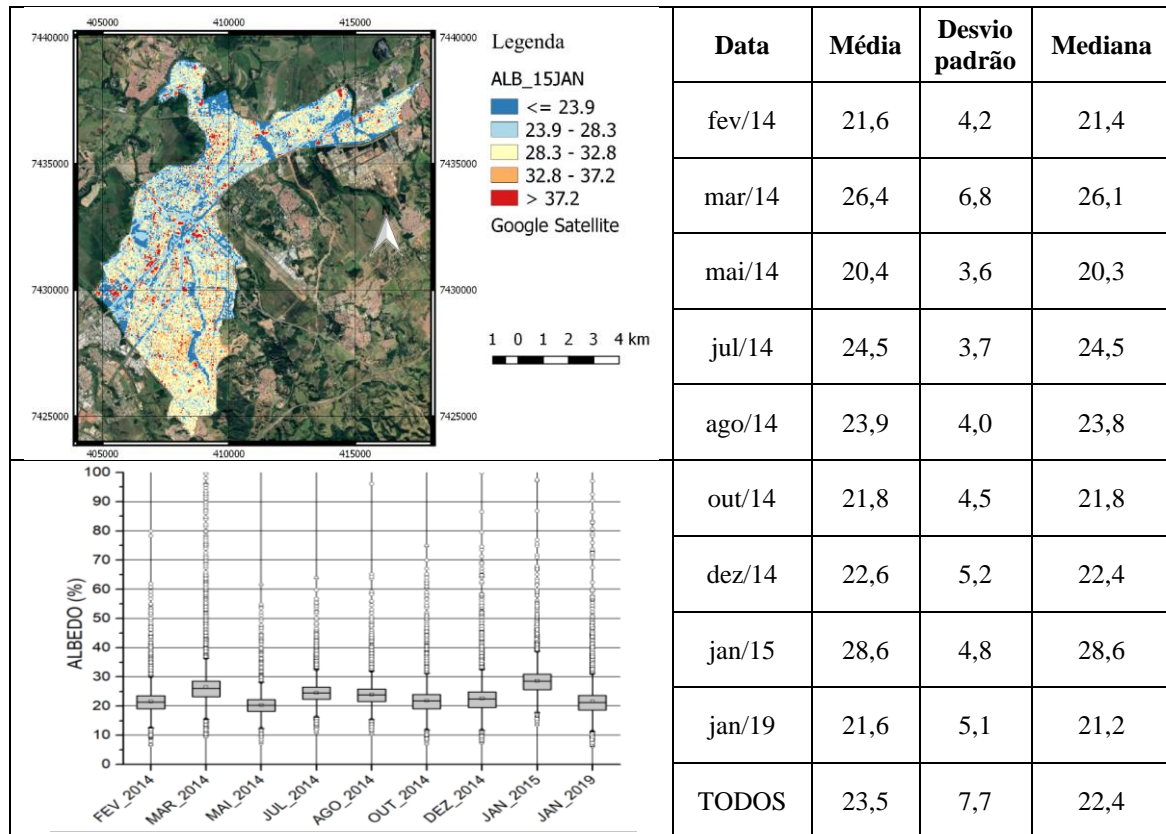 405000 410000 415000
7440000 7440000
7435000 7435000
7430000 7430000
7425000 7425000
405000 410000 415000
Legenda
ALB_15JAN
<= 23.9
23.9 - 28.3
28.3 - 32.8
32.8 - 37.2
> 37.2
Google Satellite
1 0 1 2 3 4 km
Data Média Desvio padrão Mediana
fev/14 21,6 4,2 21,4
mar/14 26,4 6,8 26,1
mai/14 20,4 3,6 20,3
jul/14 24,5 3,7 24,5
ago/14 23,9 4,0 23,8
out/14 21,8 4,5 21,8
dez/14 22,6 5,2 22,4
jan/15 28,6 4,8 28,6
jan/19 21,6 5,1 21,2
TODOS 23,5 7,7 22,4
ALBEDO (%)
100
90
80
70
60
50
40
30
20
10
0
FEV_2014
MAR_2014
MAI_2014
JUL_2014
AGO_2014
OUT_2014
DEZ_2014
JAN_2015
JAN_2019